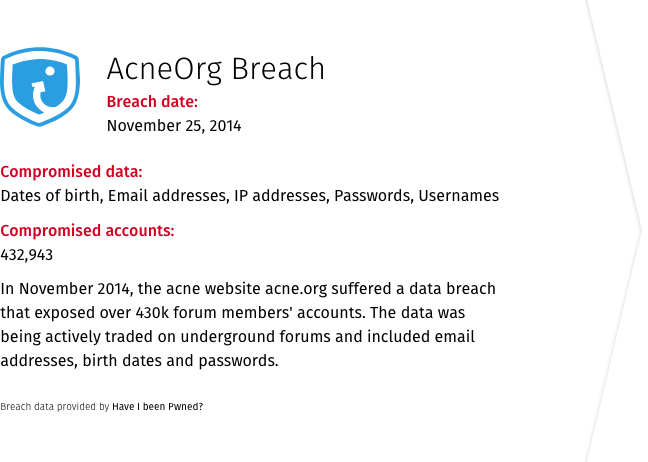 AcneOrg Breach
Breach date:
November 25, 2014
Compromised data:
Dates of birth, Email addresses, IP addresses, Passwords, Usernames
Compromised accounts:
432,943
In November 2014, the acne website acne.org suffered a data breach
that exposed over 430k forum members' accounts. The data was
being actively traded on underground forums and included email
addresses, birth dates and passwords.
Breach data provided by Have I been Pwned?